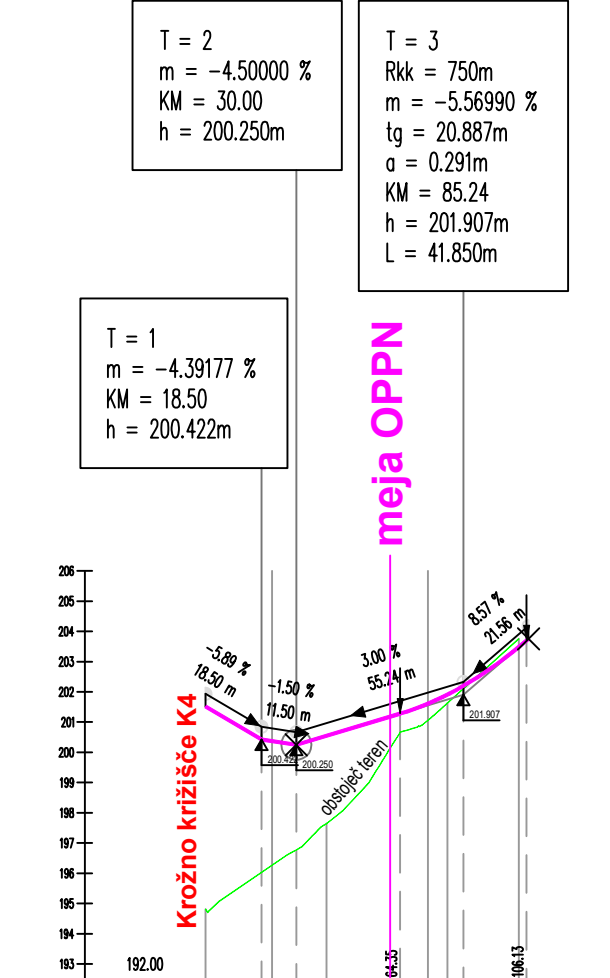 T = 2
m = -4.50000 %
KM = 30.00
h = 200.250m
T = 3
Rkk = 750m
m = -5.56990 %
tg = 20.887m
a = 0.291m
KM = 85.24
h = 201.907m
L = 41.850m
T = 1
m = -4.39177 %
KM = 18.50
h = 200.422m
meja OPPN
206
205
204
203
202
201
200
199
198
197
196
195
194
193
192.00
Krožno križišče K4
-5.89 %
18.50 m
-1.50 %
11.50 m
3.00 %
55.24 m
8.57 %
21.56 m
200.250
201.907
obstoječ teren
64.35
106.13